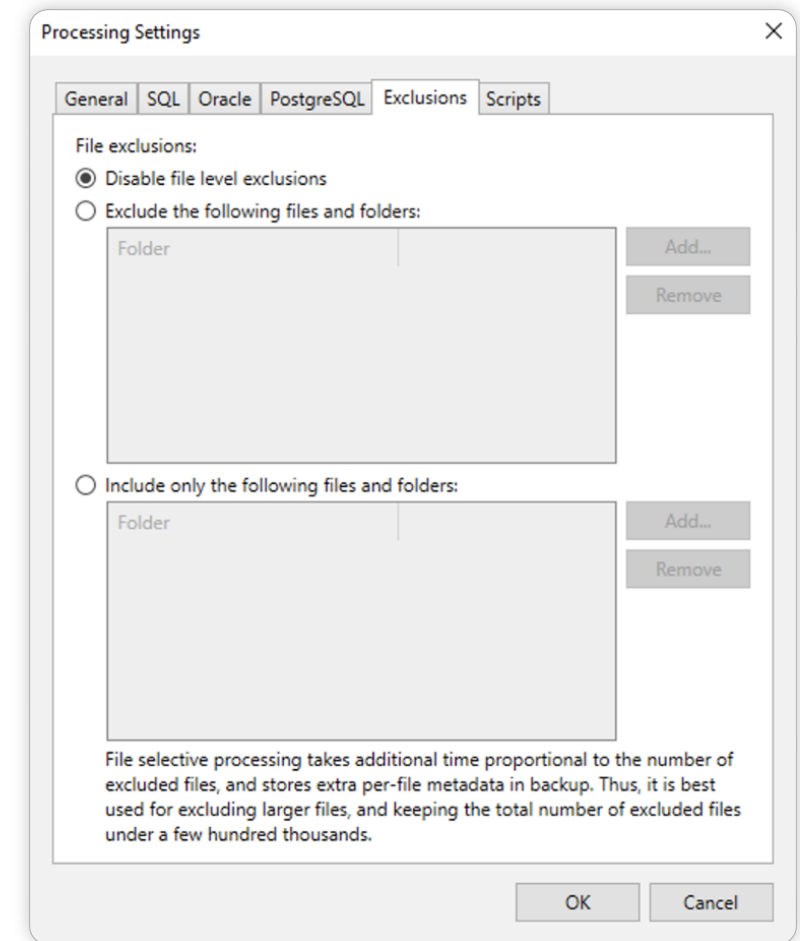 Processing Settings
General SQL Oracle PostgreSQL Exclusions Scripts
File exclusions:
Disable file level exclusions
Exclude the following files and folders:
Folder
Add...
Remove
Include only the following files and folders:
Folder
Add...
Remove
File selective processing takes additional time proportional to the number of
excluded files, and stores extra per-file metadata in backup. Thus, it is best
used for excluding larger files, and keeping the total number of excluded files
under a few hundred thousands.
OK Cancel